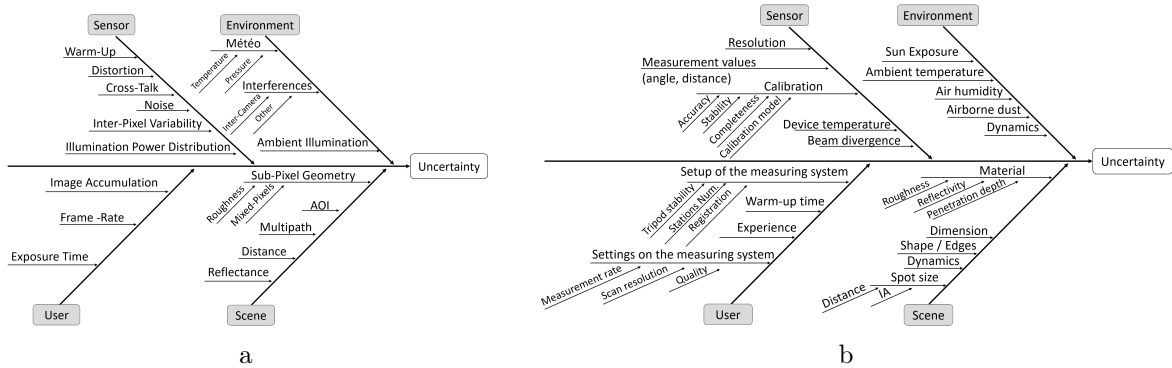 Sensor
Environment
Warm-Up
Distortion
Cross-Talk
Noise
Inter-Pixel Variability
Illumination Power Distribution
Météo
Temperature
Pressure
Interferences
Inter-Camera
Other
Ambient Illumination
Uncertainty
Image Accumulation
Frame -Rate
Exposure Time
User
Sub-Pixel Geometry
Roughness
Mixed-Pixels
AOI
Multipath
Distance
Reflectance
Scene
a
Sensor
Environment
Resolution
Measurement values
(angle, distance)
Calibration
Accuracy
Stability
Completeness
Calibration model
Device temperature
Beam divergence
Sun Exposure
Ambient temperature
Air humidity
Airborne dust
Dynamics
Uncertainty
Setup of the measuring system
Tripod stability
Stations Num.
Registration
Warm-up time
Experience
Settings on the measuring system
Measurement rate
Scan resolution
Quality
User
Material
Roughness
Reflectivity
Penetration depth
Dimension
Shape / Edges
Dynamics
Spot size
Distance
IA
Scene
b